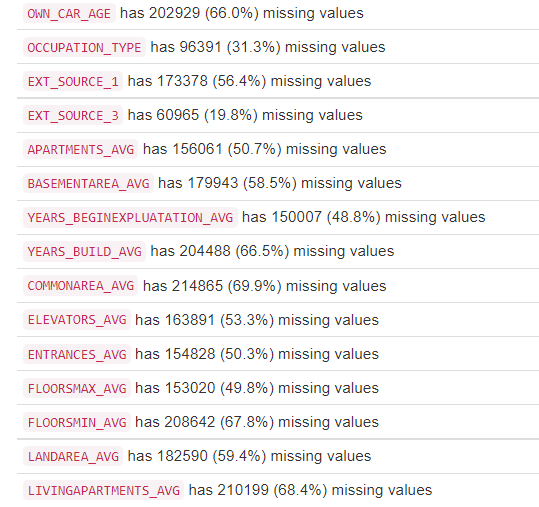 OWN_CAR_AGE has 202929 (66.0%) missing values
OCCUPATION_TYPE has 96391 (31.3%) missing values
EXT_SOURCE_1 has 173378 (56.4%) missing values
EXT_SOURCE_3 has 60965 (19.8%) missing values
APARTMENTS_AVG has 156061 (50.7%) missing values
BASEMENTAREA_AVG has 179943 (58.5%) missing values
YEARS_BEGINEXPLUATATION_AVG has 150007 (48.8%) missing values
YEARS_BUILD_AVG has 204488 (66.5%) missing values
COMMONAREA_AVG has 214865 (69.9%) missing values
ELEVATORS_AVG has 163891 (53.3%) missing values
ENTRANCES_AVG has 154828 (50.3%) missing values
FLOORSMAX_AVG has 153020 (49.8%) missing values
FLOORSMIN_AVG has 208642 (67.8%) missing values
LANDAREA_AVG has 182590 (59.4%) missing values
LIVINGAPARTMENTS_AVG has 210199 (68.4%) missing values